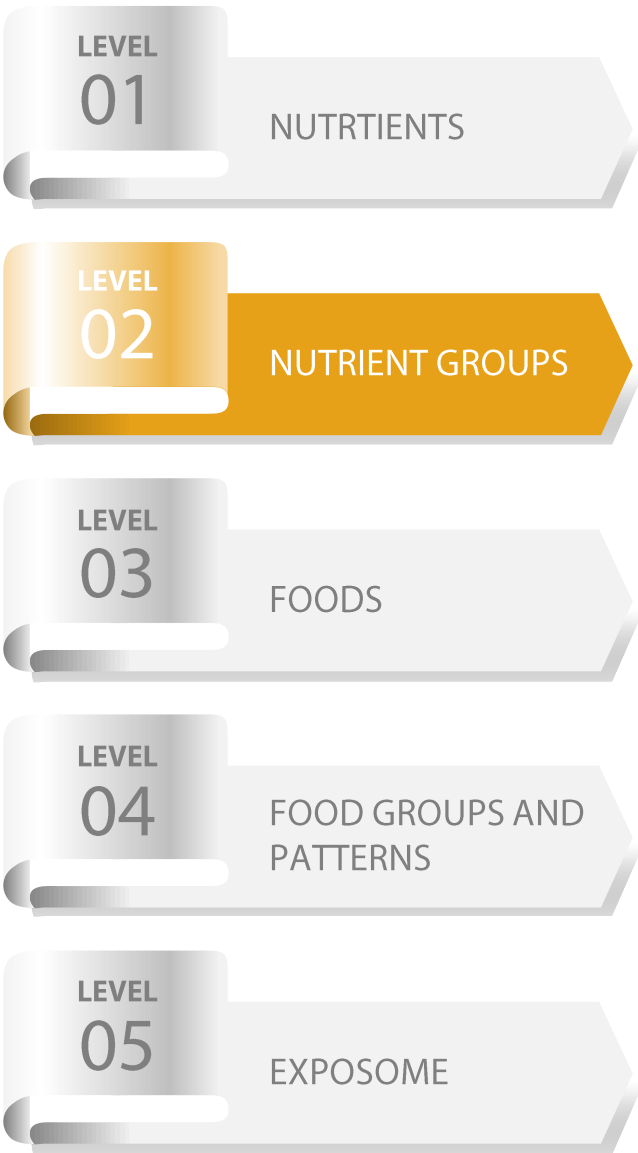 LEVEL
01
NUTRTIENTS
LEVEL
02
NUTRIENT GROUPS
LEVEL
03
FOODS
LEVEL
04
FOOD GROUPS AND
PATTERNS
LEVEL
05
EXPOSOME